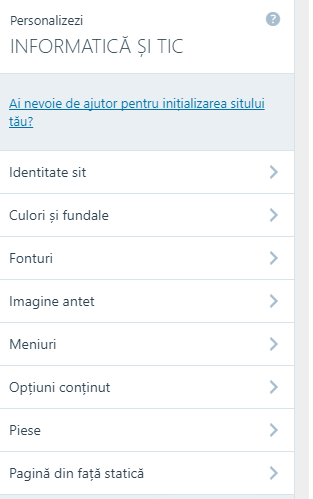 Personalizezi
?
INFORMATICĂ ȘI TIC
Ai nevoie de ajutor pentru inițializarea sitului
tău?
Identitate sit
Culori și fundale
Fonturi
Imagine antet
Meniuri
Opțiuni conținut
Piese
Pagină din față statică